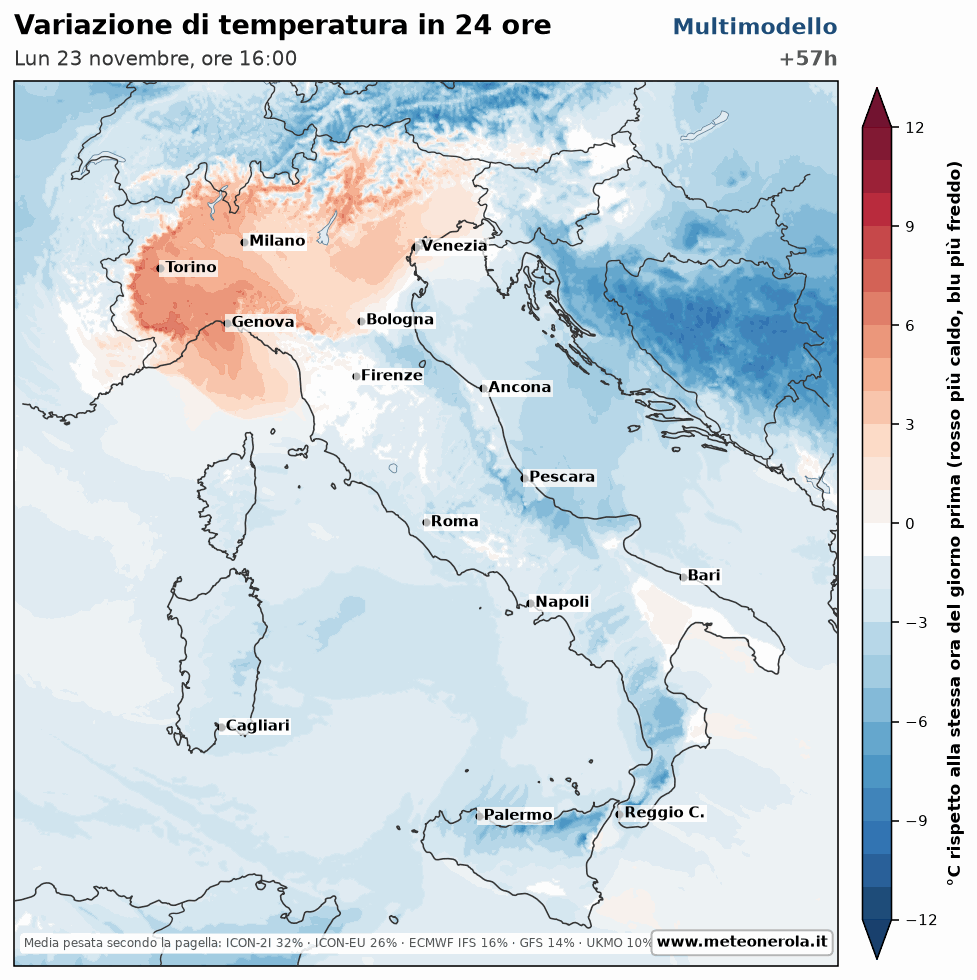 Variazione di temperatura in 24 ore
Multimodello
Lun 23 novembre, ore 16:00
+57h
Milano
Venezia
Torino
Genova
Bologna
Firenze
Ancona
Pescara
Roma
Bari
Napoli
Cagliari
Palermo
Reggio C.
12
9
6
3
0
−3
−6
−9
−12
°C rispetto alla stessa ora del giorno prima (rosso più caldo, blu più freddo)
Media pesata secondo la pagella: ICON-2I 32% · ICON-EU 26% · ECMWF IFS 16% · GFS 14% · UKMO 10%
www.meteonerola.it